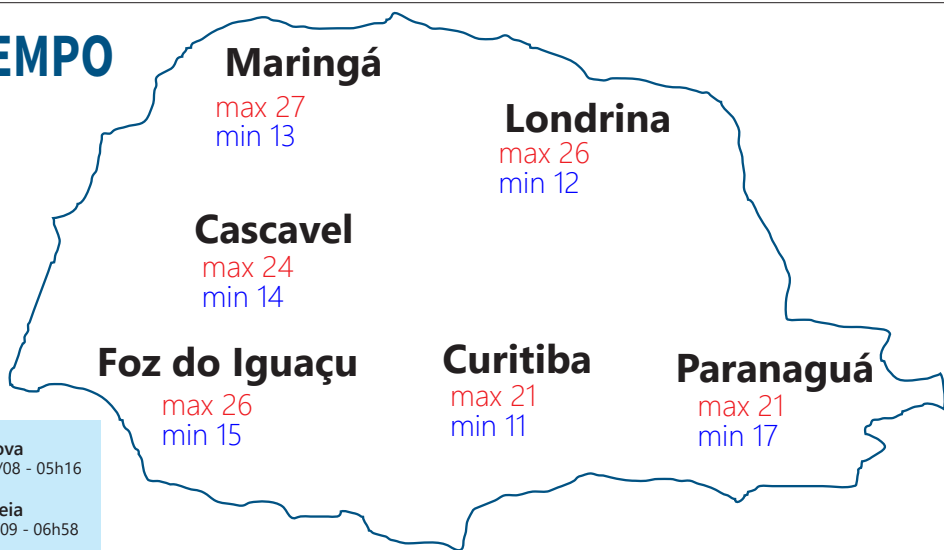 EMPO
Maringá
max 27
min 13
Londrina
max 26
min 12
Cascavel
max 24
min 14
Foz do Iguaçu
max 26
min 15
Curitiba
max 21
min 11
Paranaguá
max 21
min 17
ova
/08 - 05h16
eia
09 - 06h58